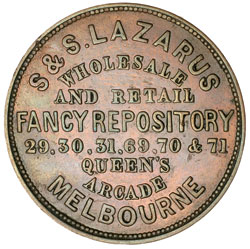 S & S. LAZARUS
WHOLESALE
AND RETAIL
FANCY REPOSITORY
29.30.31.69.70 & 71
QUEEN'S
ARCADE
MELBOURNE